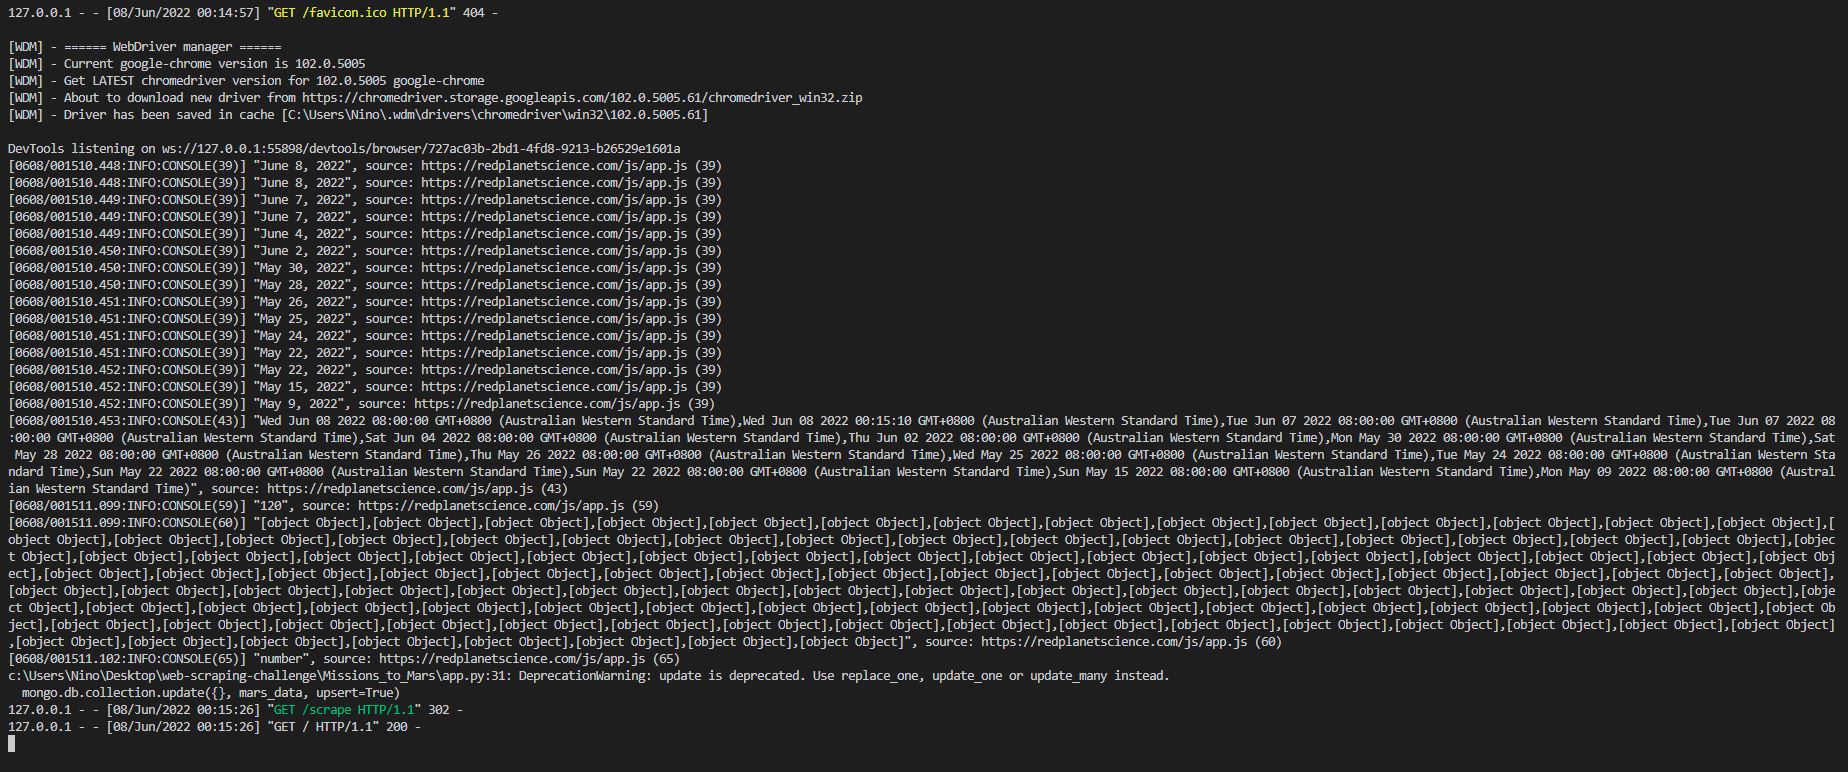 127.0.0.1 - - [08/Jun/2022 00:14:57] "GET /favicon.ico HTTP/1.1" 404 -
[WDM] - ====== WebDriver manager ======
[WDM] - Current google-chrome version is 102.0.5005
[WDM] - Get LATEST chromedriver version for 102.0.5005 google-chrome
[WDM] - About to download new driver from https://chromedriver.storage.googleapis.com/102.0.5005.61/chromedriver_win32.zip
[WDM] - Driver has been saved in cache [C:\Users\Nino\.wdm\drivers\chromedriver\win32\102.0.5005.61]
DevTools listening on ws://127.0.0.1:55898/devtools/browser/727ac03b-2bd1-4fd8-9213-b26529e1601a
[0608/001510.448:INFO:CONSOLE(39)] "June 8, 2022", source: https://redplanetscience.com/js/app.js (39)
[0608/001510.448:INFO:CONSOLE(39)] "June 8, 2022", source: https://redplanetscience.com/js/app.js (39)
[0608/001510.449:INFO:CONSOLE(39)] "June 7, 2022", source: https://redplanetscience.com/js/app.js (39)
[0608/001510.449:INFO:CONSOLE(39)] "June 7, 2022", source: https://redplanetscience.com/js/app.js (39)
[0608/001510.449:INFO:CONSOLE(39)] "June 4, 2022", source: https://redplanetscience.com/js/app.js (39)
[0608/001510.450:INFO:CONSOLE(39)] "June 2, 2022", source: https://redplanetscience.com/js/app.js (39)
[0608/001510.450:INFO:CONSOLE(39)] "May 30, 2022", source: https://redplanetscience.com/js/app.js (39)
[0608/001510.450:INFO:CONSOLE(39)] "May 28, 2022", source: https://redplanetscience.com/js/app.js (39)
[0608/001510.451:INFO:CONSOLE(39)] "May 26, 2022", source: https://redplanetscience.com/js/app.js (39)
[0608/001510.451:INFO:CONSOLE(39)] "May 25, 2022", source: https://redplanetscience.com/js/app.js (39)
[0608/001510.451:INFO:CONSOLE(39)] "May 24, 2022", source: https://redplanetscience.com/js/app.js (39)
[0608/001510.451:INFO:CONSOLE(39)] "May 22, 2022", source: https://redplanetscience.com/js/app.js (39)
[0608/001510.452:INFO:CONSOLE(39)] "May 22, 2022", source: https://redplanetscience.com/js/app.js (39)
[0608/001510.452:INFO:CONSOLE(39)] "May 15, 2022", source: https://redplanetscience.com/js/app.js (39)
[0608/001510.452:INFO:CONSOLE(39)] "May 9, 2022", source: https://redplanetscience.com/js/app.js (39)
[0608/001510.453:INFO:CONSOLE(43)] "Wed Jun 08 2022 08:00:00 GMT+0800 (Australian Western Standard Time),Wed Jun 08 2022 00:15:10 GMT+0800 (Australian Western Standard Time),Tue Jun 07 2022 08:00:00 GMT+0800 (Australian Western Standard Time),Tue Jun 07 2022 08
:00:00 GMT+0800 (Australian Western Standard Time),Sat Jun 04 2022 08:00:00 GMT+0800 (Australian Western Standard Time),Thu Jun 02 2022 08:00:00 GMT+0800 (Australian Western Standard Time),Mon May 30 2022 08:00:00 GMT+0800 (Australian Western Standard Time),Sat
 May 28 2022 08:00:00 GMT+0800 (Australian Western Standard Time),Thu May 26 2022 08:00:00 GMT+0800 (Australian Western Standard Time),Wed May 25 2022 08:00:00 GMT+0800 (Australian Western Standard Time),Tue May 24 2022 08:00:00 GMT+0800 (Australian Western Sta
ndard Time),Sun May 22 2022 08:00:00 GMT+0800 (Australian Western Standard Time),Sun May 22 2022 08:00:00 GMT+0800 (Australian Western Standard Time),Sun May 15 2022 08:00:00 GMT+0800 (Australian Western Standard Time),Mon May 09 2022 08:00:00 GMT+0800 (Austral
ian Western Standard Time)", source: https://redplanetscience.com/js/app.js (43)
[0608/001511.099:INFO:CONSOLE(59)] "120", source: https://redplanetscience.com/js/app.js (59)
[0608/001511.099:INFO:CONSOLE(60)] "[object Object],[object Object],[object Object],[object Object],[object Object],[object Object],[object Object],[object Object],[object Object],[object Object],[object Object],[object Object],[object Object],[object Object],[
object Object],[object Object],[object Object],[object Object],[object Object],[object Object],[object Object],[object Object],[object Object],[object Object],[object Object],[object Object],[object Object],[object Object],[object Object],[object Object],[objec
t Object],[object Object],[object Object],[object Object],[object Object],[object Object],[object Object],[object Object],[object Object],[object Object],[object Object],[object Object],[object Object],[object Object],[object Object],[object Object],[object Obj
ect],[object Object],[object Object],[object Object],[object Object],[object Object],[object Object],[object Object],[object Object],[object Object],[object Object],[object Object],[object Object],[object Object],[object Object],[object Object],[object Object],
[object Object],[object Object],[object Object],[object Object],[object Object],[object Object],[object Object],[object Object],[object Object],[object Object],[object Object],[object Object],[object Object],[object Object],[object Object],[object Object],[obje
ct Object],[object Object],[object Object],[object Object],[object Object],[object Object],[object Object],[object Object],[object Object],[object Object],[object Object],[object Object],[object Object],[object Object],[object Object],[object Object],[object Ob
ject],[object Object],[object Object],[object Object],[object Object],[object Object],[object Object],[object Object],[object Object],[object Object],[object Object],[object Object],[object Object],[object Object],[object Object],[object Object],[object Object]
,[object Object],[object Object],[object Object],[object Object],[object Object],[object Object],[object Object],[object Object]", source: https://redplanetscience.com/js/app.js (60)
[0608/001511.102:INFO:CONSOLE(65)] "number", source: https://redplanetscience.com/js/app.js (65)
c:\Users\Nino\Desktop\web-scraping-challenge\Missions_to_Mars\app.py:31: DeprecationWarning: update is deprecated. Use replace_one, update_one or update_many instead.
  mongo.db.collection.update({}, mars_data, upsert=True)
127.0.0.1 - - [08/Jun/2022 00:15:26] "GET /scrape HTTP/1.1" 302 -
127.0.0.1 - - [08/Jun/2022 00:15:26] "GET / HTTP/1.1" 200 -